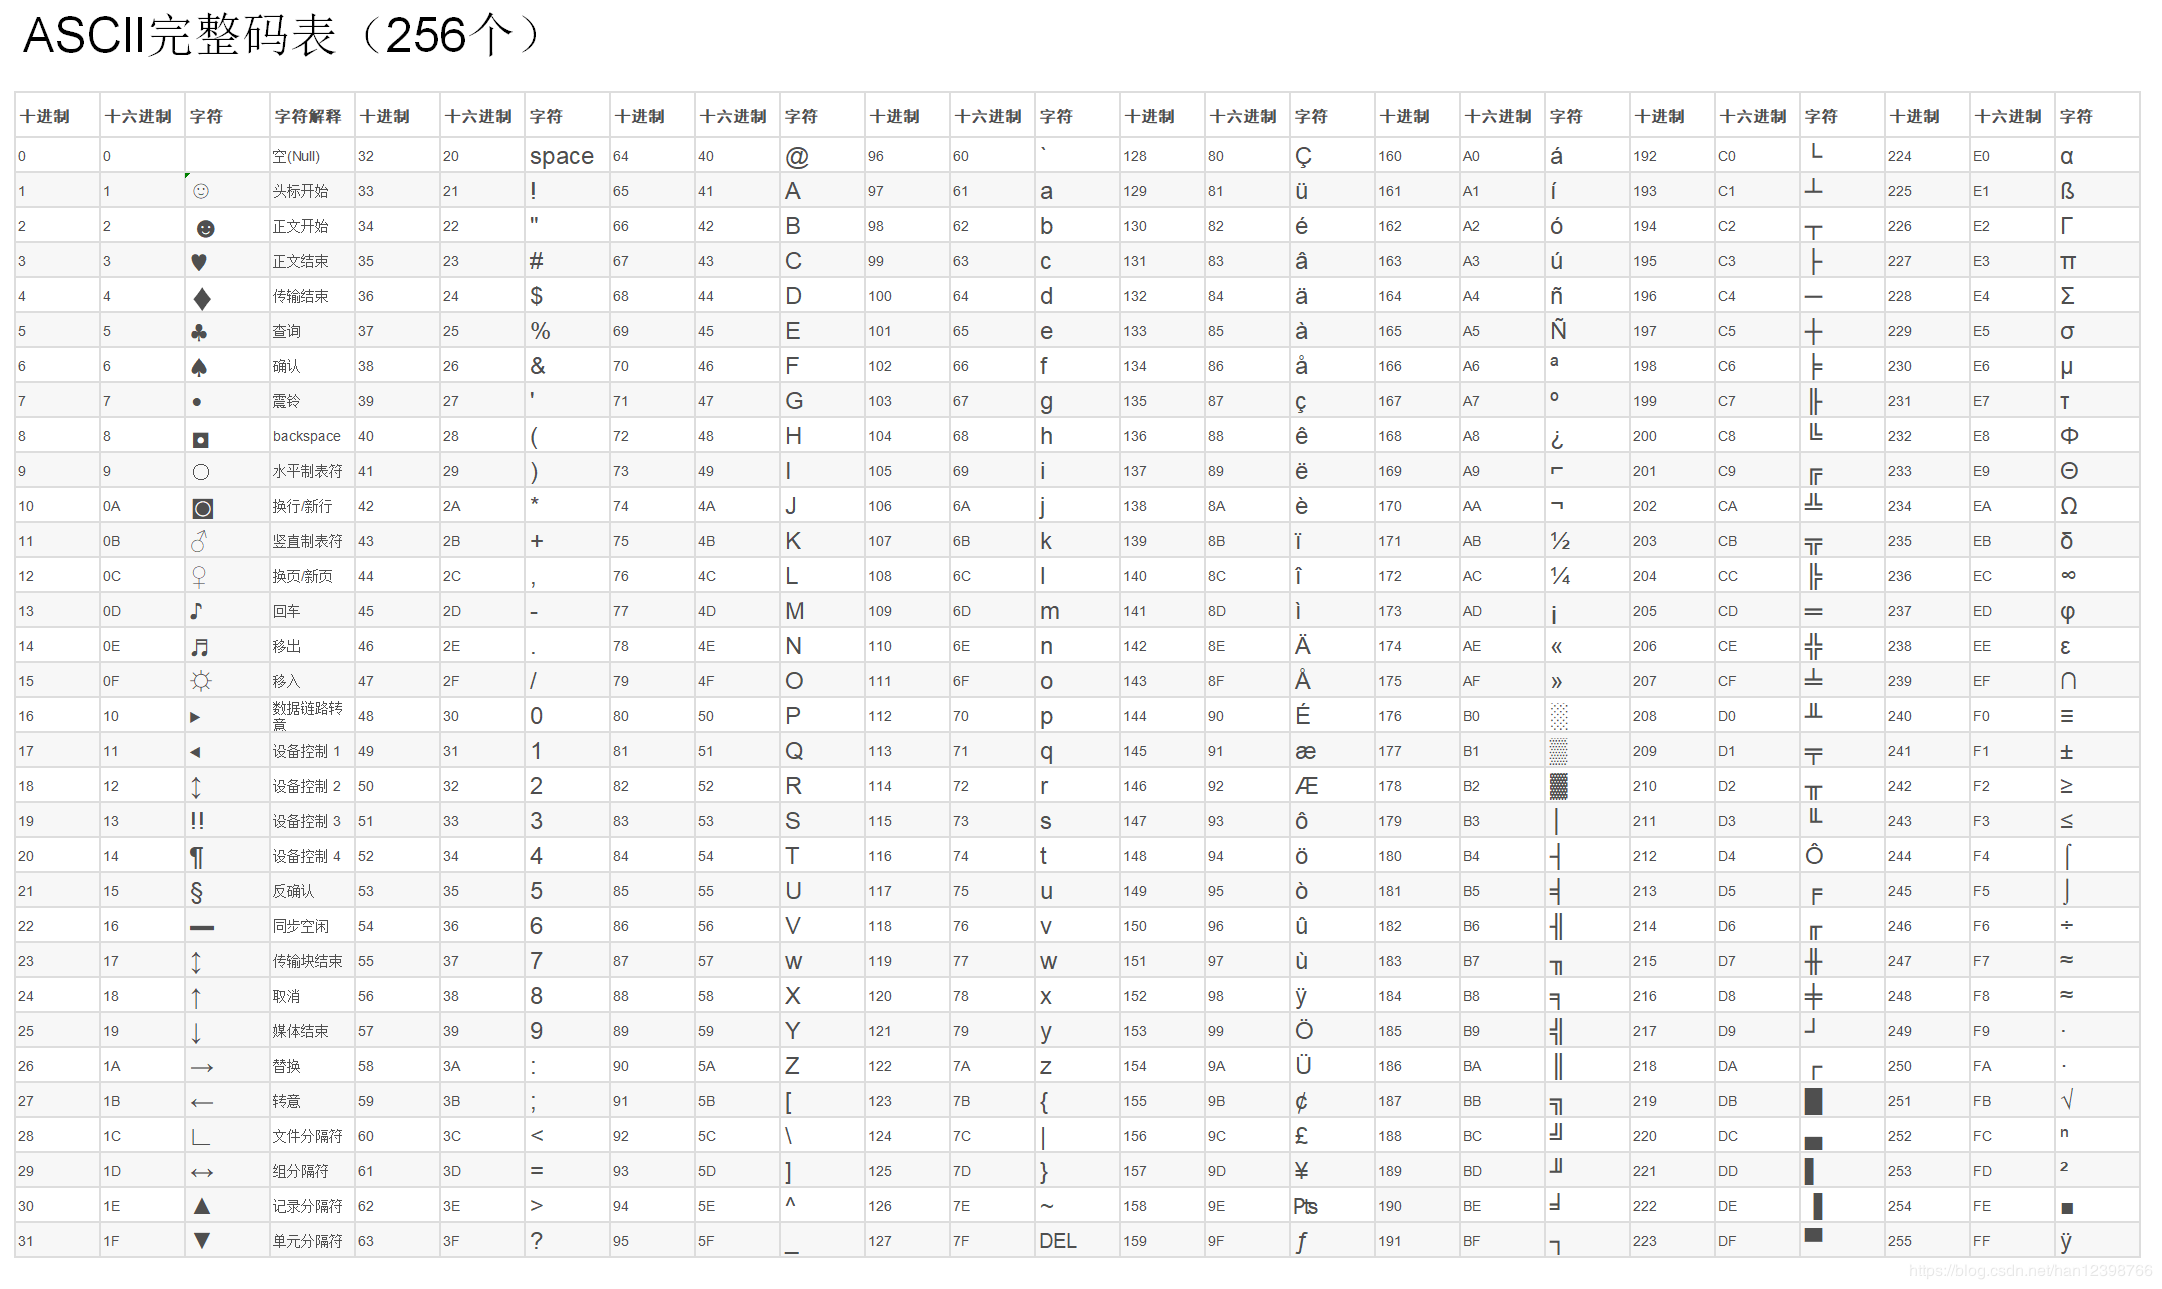 ASCII完整码表（256个）
十进制 十六进制 字符 字符解释 十进制 十六进制 字符 十进制 十六进制 字符 十进制 十六进制 字符 十进制 十六进制 字符 十进制 十六进制 字符 十进制 十六进制 字符 十进制 十六进制 字符
0 0 空(Null) 32 20 space 64 40 @ 96 60 ` 128 80 Ç 160 A0 á 192 C0 └ 224 E0 α
1 1 ☺ 头标开始 33 21 ! 65 41 A 97 61 a 129 81 ü 161 A1 í 193 C1 ┴ 225 E1 ß
2 2 ☻ 正文开始 34 22 " 66 42 B 98 62 b 130 82 é 162 A2 ó 194 C2 ┬ 226 E2 Γ
3 3 ♥ 正文结束 35 23 # 67 43 C 99 63 c 131 83 â 163 A3 ú 195 C3 ├ 227 E3 π
4 4 ♦ 传输结束 36 24 $ 68 44 D 100 64 d 132 84 ä 164 A4 ñ 196 C4 ─ 228 E4 Σ
5 5 ♣ 查询 37 25 % 69 45 E 101 65 e 133 85 à 165 A5 Ñ 197 C5 ┼ 229 E5 σ
6 6 ♠ 确认 38 26 & 70 46 F 102 66 f 134 86 å 166 A6 ª 198 C6 ╞ 230 E6 µ
7 7 • 震铃 39 27 ' 71 47 G 103 67 g 135 87 ç 167 A7 º 199 C7 ╟ 231 E7 τ
8 8 ◘ backspace 40 28 ( 72 48 H 104 68 h 136 88 ê 168 A8 ¿ 200 C8 ╚ 232 E8 Φ
9 9 ○ 水平制表符 41 29 ) 73 49 I 105 69 i 137 89 ë 169 A9 ⌐ 201 C9 ╔ 233 E9 Θ
10 0A ◙ 换行/新行 42 2A * 74 4A J 106 6A j 138 8A è 170 AA ¬ 202 CA ╩ 234 EA Ω
11 0B ♂ 竖直制表符 43 2B + 75 4B K 107 6B k 139 8B ï 171 AB ½ 203 CB ╦ 235 EB δ
12 0C ♀ 换页/新页 44 2C , 76 4C L 108 6C l 140 8C î 172 AC ¼ 204 CC ╠ 236 EC ∞
13 0D ♪ 回车 45 2D - 77 4D M 109 6D m 141 8D ì 173 AD ¡ 205 CD ═ 237 ED φ
14 0E ♬ 移出 46 2E . 78 4E N 110 6E n 142 8E Ä 174 AE « 206 CE ╬ 238 EE ε
15 0F ☼ 移入 47 2F / 79 4F O 111 6F o 143 8F Å 175 AF » 207 CF ╧ 239 EF ∩
16 10 ▸ 数据链路转意 48 30 0 80 50 P 112 70 p 144 90 É 176 B0 ░ 208 D0 ╨ 240 F0 ≡
17 11 ◂ 设备控制 1 49 31 1 81 51 Q 113 71 q 145 91 æ 177 B1 ▒ 209 D1 ╤ 241 F1 ±
18 12 ↕ 设备控制 2 50 32 2 82 52 R 114 72 r 146 92 Æ 178 B2 ▓ 210 D2 ╥ 242 F2 ≥
19 13 !! 设备控制 3 51 33 3 83 53 S 115 73 s 147 93 ô 179 B3 │ 211 D3 ╙ 243 F3 ≤
20 14 ¶ 设备控制 4 52 34 4 84 54 T 116 74 t 148 94 ö 180 B4 ┤ 212 D4 Ô 244 F4 ⌠
21 15 § 反确认 53 35 5 85 55 U 117 75 u 149 95 ò 181 B5 ╡ 213 D5 ╒ 245 F5 ⌡
22 16 ▬ 同步空闲 54 36 6 86 56 V 118 76 v 150 96 û 182 B6 ╢ 214 D6 ╓ 246 F6 ÷
23 17 ↕ 传输块结束 55 37 7 87 57 w 119 77 w 151 97 ù 183 B7 ╖ 215 D7 ╫ 247 F7 ≈
24 18 ↑ 取消 56 38 8 88 58 X 120 78 x 152 98 ÿ 184 B8 ╕ 216 D8 ╪ 248 F8 ≈
25 19 ↓ 媒体结束 57 39 9 89 59 Y 121 79 y 153 99 Ö 185 B9 ╣ 217 D9 ┘ 249 F9 ·
26 1A → 替换 58 3A : 90 5A Z 122 7A z 154 9A Ü 186 BA ║ 218 DA ┌ 250 FA ·
27 1B ← 转意 59 3B ; 91 5B [ 123 7B { 155 9B ¢ 187 BB ╗ 219 DB █ 251 FB √
28 1C ∟ 文件分隔符 60 3C < 92 5C \ 124 7C | 156 9C £ 188 BC ╝ 220 DC ▄ 252 FC ⁿ
29 1D ↔ 组分隔符 61 3D = 93 5D ] 125 7D } 157 9D ¥ 189 BD ╜ 221 DD ▌ 253 FD ²
30 1E ▲ 记录分隔符 62 3E > 94 5E ^ 126 7E ~ 158 9E ₧ 190 BE ╛ 222 DE ▐ 254 FE ■
31 1F ▼ 单元分隔符 63 3F ? 95 5F _ 127 7F DEL 159 9F ƒ 191 BF ┐ 223 DF ▀ 255 FF ÿ
https://blog.csdn.net/han12398766